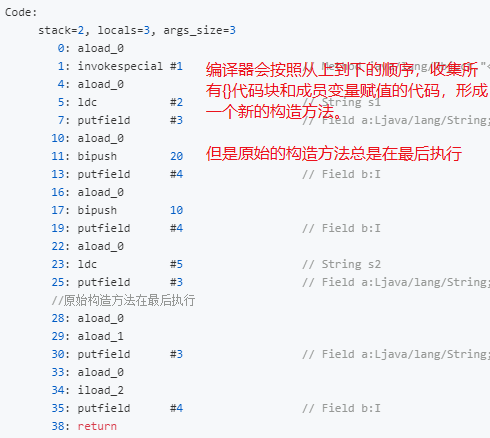 Code:
stack=2, locals=3, args_size=3
0: aload_0
1: invokespecial #1
编译器会按照从上到下的顺序，收集所
4: aload_0
有{}代码块和成员变量赋值的代码，形成
5: ldc #2 // String s1
一个新的构造方法。
7: putfield #3 // Field a:Ljava/lang/String;
10: aload_0
但是原始的构造方法总是在最后执行
11: bipush 20
13: putfield #4 // Field b:I
16: aload_0
17: bipush 10
19: putfield #4 // Field b:I
22: aload_0
23: ldc #5 // String s2
25: putfield #3 // Field a:Ljava/lang/String;
//原始构造方法在最后执行
28: aload_0
29: aload_1
30: putfield #3 // Field a:Ljava/lang/String;
33: aload_0
34: iload_2
35: putfield #4 // Field b:I
38: return